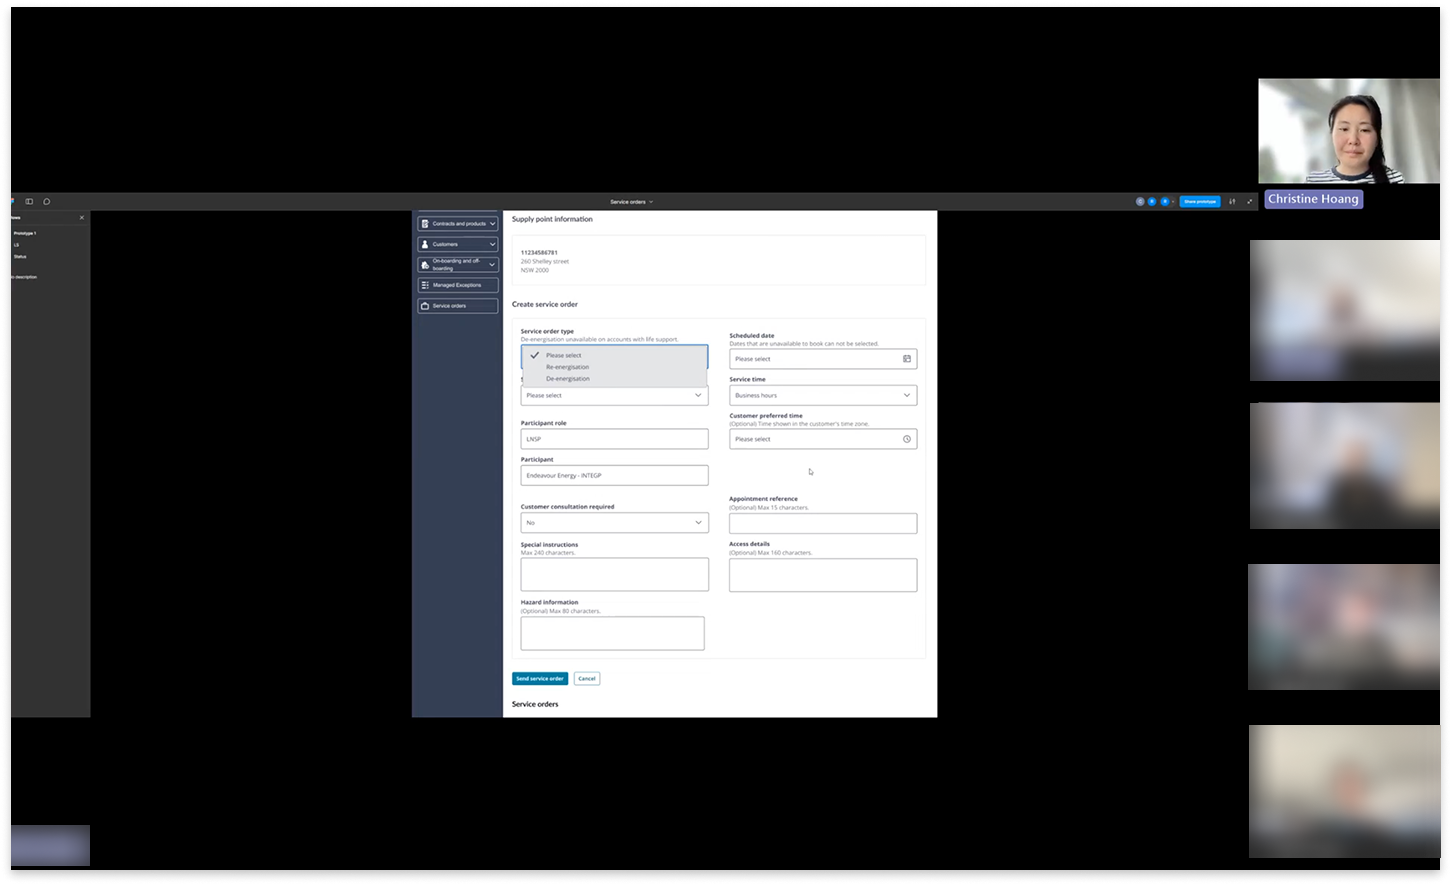 Service orders
Share prototype
Prototype 1
Status
description
Contracts and products
Customers
On-boarding and off-
boarding
Managed Exceptions
Service orders
Supply point information
11234586781
260 Shelley street
NSW 2000
Create service order
Service order type
De-energisation unavailable on accounts with life support.
Please select
Re-energisation
De-energisation
Please select
Participant role
LNSP
Participant
Endeavour Energy - INTEGP
Customer consultation required
No
Special instructions
Max 240 characters.
Hazard information
(Optional) Max 80 characters.
Scheduled date
Dates that are unavailable to book can not be selected.
Please select
Service time
Business hours
Customer preferred time
(Optional) Time shown in the customer's time zone.
Please select
Appointment reference
(Optional) Max 15 characters.
Access details
(Optional) Max 160 characters.
Send service order
Cancel
Service orders
Christine Hoang